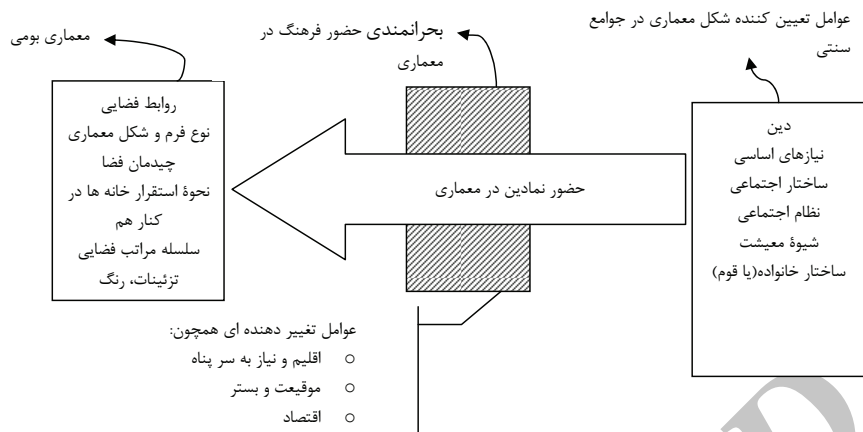 عوامل تعیین کننده شکل معماری در جوامع
سنتی
بحرانمندی حضور فرهنگ در
معماری
معماری بومی
دین
نیازهای اساسی
ساختار اجتماعی
نظام اجتماعی
شیوۀ معیشت
ساختار خانواده(یا قوم)
حضور نمادین در معماری
روابط فضایی
نوع فرم و شکل معماری
چیدمان فضا
نحوۀ استقرار خانه ها در
کنار هم
سلسله مراتب فضایی
تزئینات، رنگ
عوامل تغییر دهنده ای همچون:
○ اقلیم و نیاز به سر پناه
○ موقیعت و بستر
○ اقتصاد